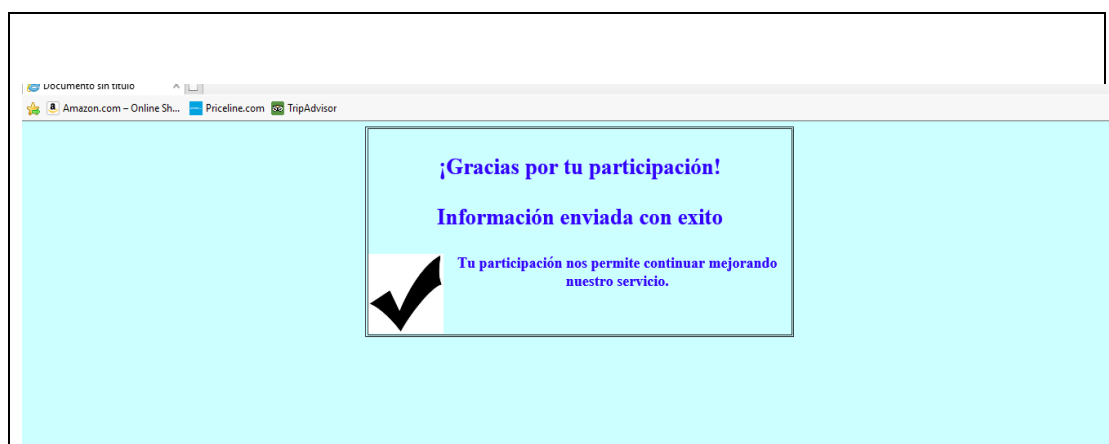 Documento sin titulo
Amazon.com – Online Sh... Priceline.com TripAdvisor
¡Gracias por tu participación!
Información enviada con exito
Tu participación nos permite continuar mejorando
nuestro servicio.